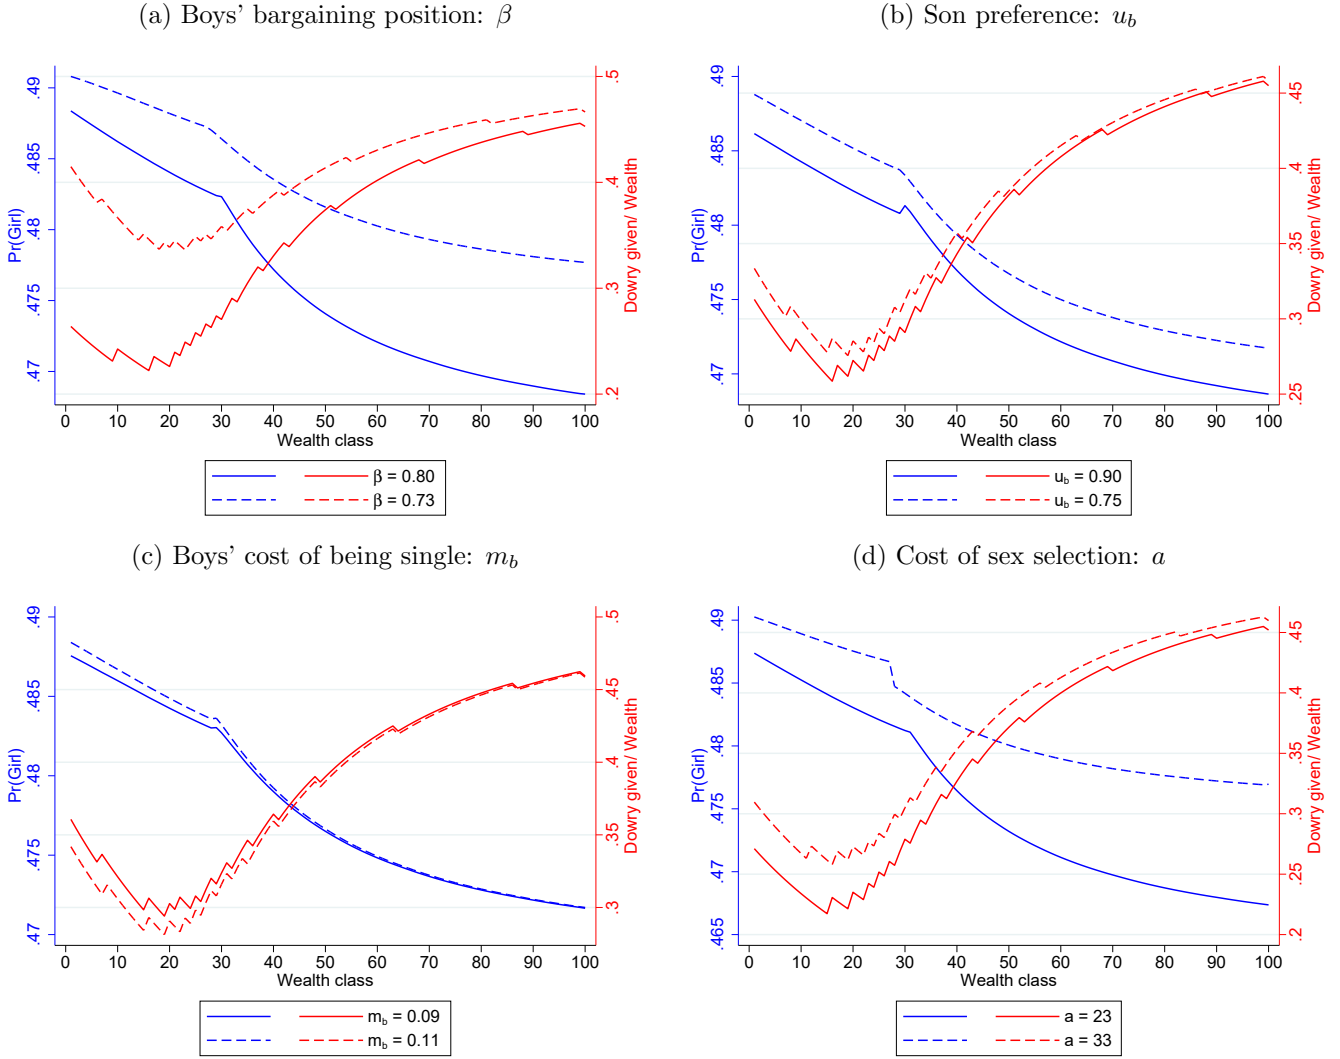 (a) Boys' bargaining position: β
Pr(Girl)
.49
.485
.48
.475
.47
.5
.4
.3
.2
Dowry given/ Wealth
0 10 20 30 40 50 60 70 80 90 100
Wealth class
β = 0.80
β = 0.73
(b) Son preference: u_b
Pr(Girl)
.49
.485
.48
.475
.47
.45
.4
.35
.3
.25
Dowry given/ Wealth
0 10 20 30 40 50 60 70 80 90 100
Wealth class
u_b = 0.90
u_b = 0.75
(c) Boys' cost of being single: m_b
Pr(Girl)
.49
.485
.48
.475
.47
.5
.45
.4
.35
.3
Dowry given/ Wealth
0 10 20 30 40 50 60 70 80 90 100
Wealth class
m_b = 0.09
m_b = 0.11
(d) Cost of sex selection: a
Pr(Girl)
.49
.485
.48
.475
.47
.465
.45
.4
.35
.3
.25
.2
Dowry given/ Wealth
0 10 20 30 40 50 60 70 80 90 100
Wealth class
a = 23
a = 33